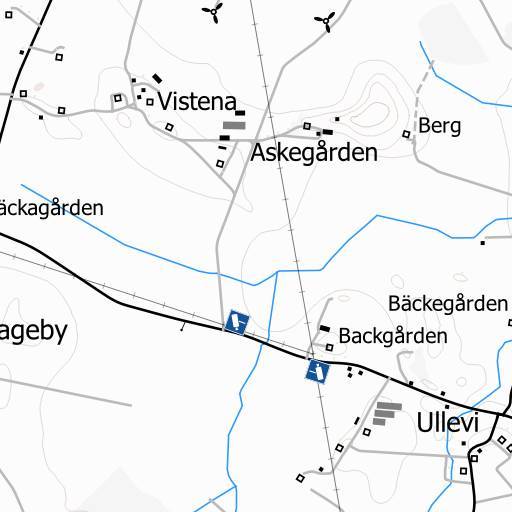 Vistena
Berg
Askegården
äckagården
Bäckegården
ageby
Backgården
Ullevi